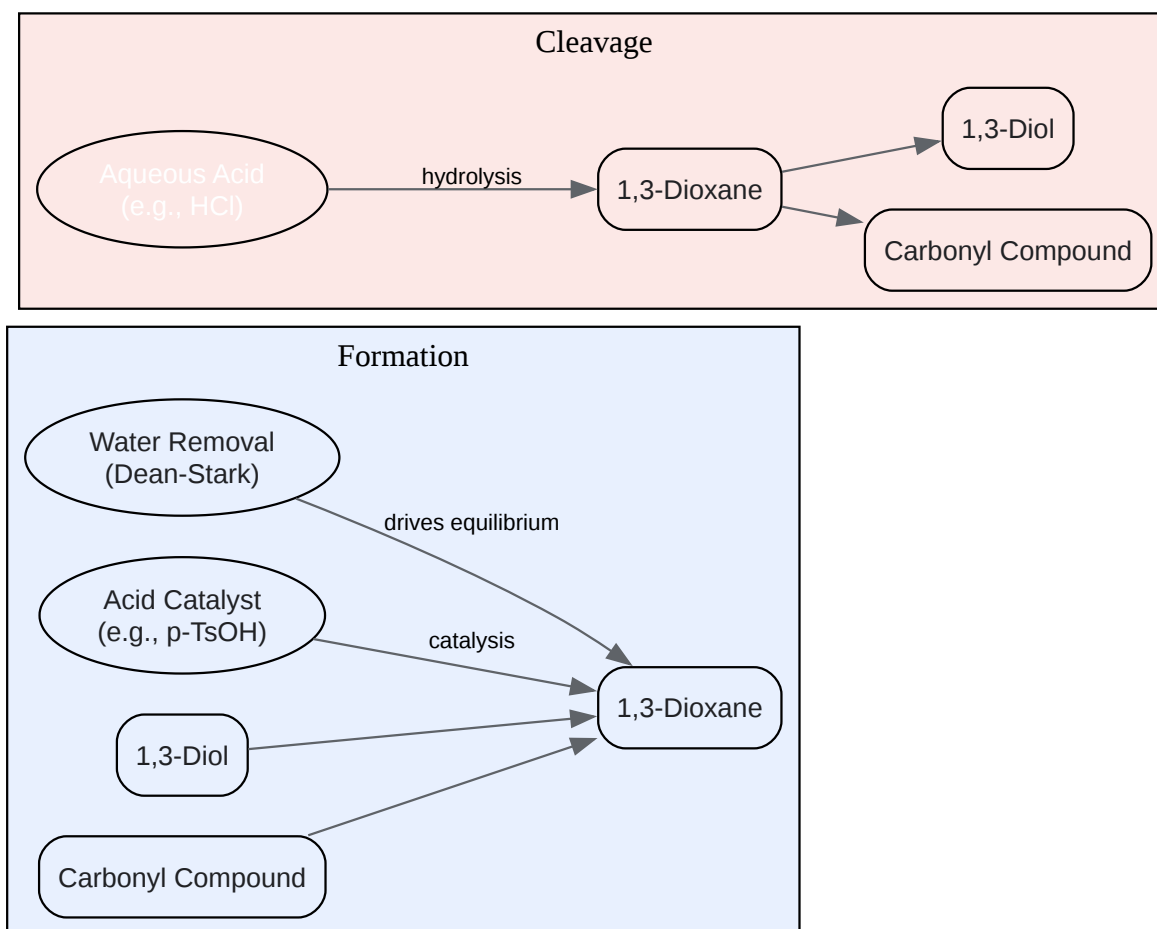 Cleavage
Aqueous Acid
(e.g., HCl)
hydrolysis
1,3-Dioxane
1,3-Diol
Carbonyl Compound
Formation
Water Removal
(Dean-Stark)
drives equilibrium
Acid Catalyst
(e.g., p-TsOH)
catalysis
1,3-Dioxane
1,3-Diol
Carbonyl Compound